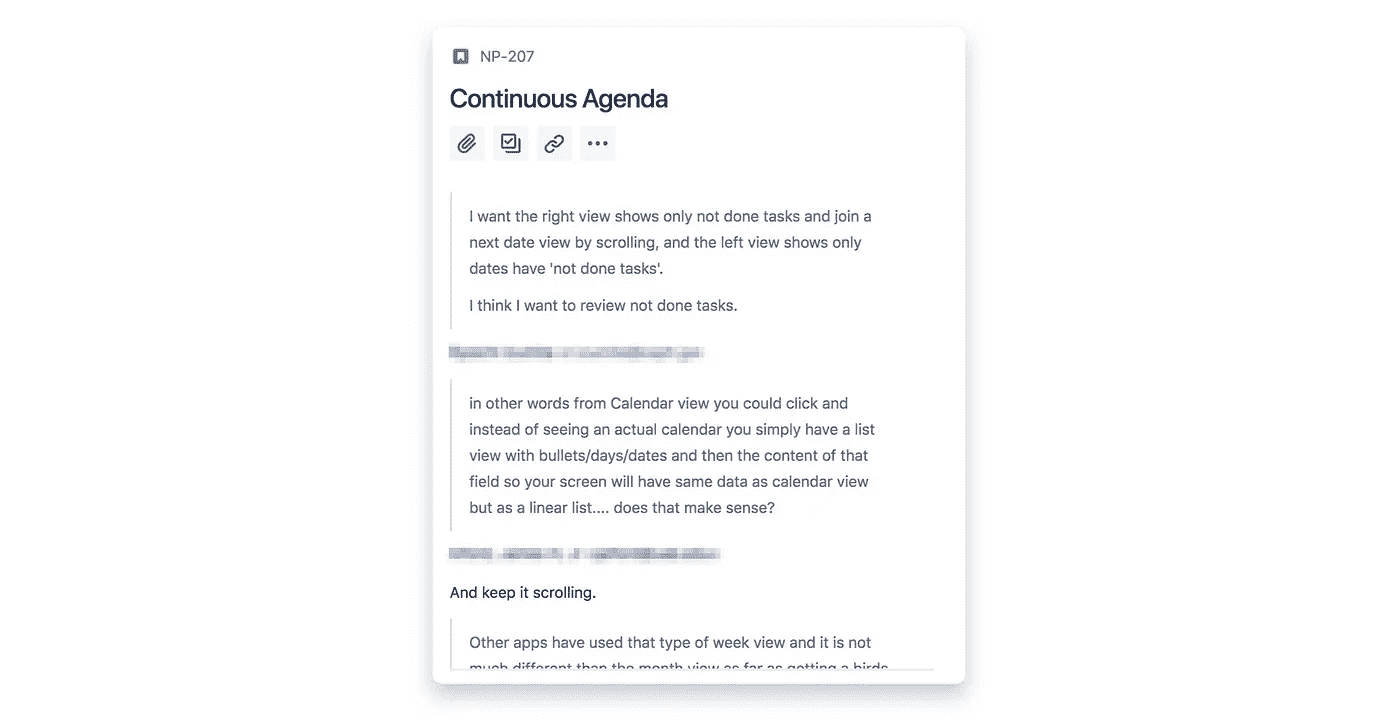 NP-207
Continuous Agenda
I want the right view shows only not done tasks and join a
next date view by scrolling, and the left view shows only
dates have 'not done tasks'.
I think I want to review not done tasks.
in other words from Calendar view you could click and
instead of seeing an actual calendar you simply have a list
view with bullets/days/dates and then the content of that
field so your screen will have same data as calendar view
but as a linear list.... does that make sense?
And keep it scrolling.
Other apps have used that type of week view and it is not
much different than the month view as far as getting a birds